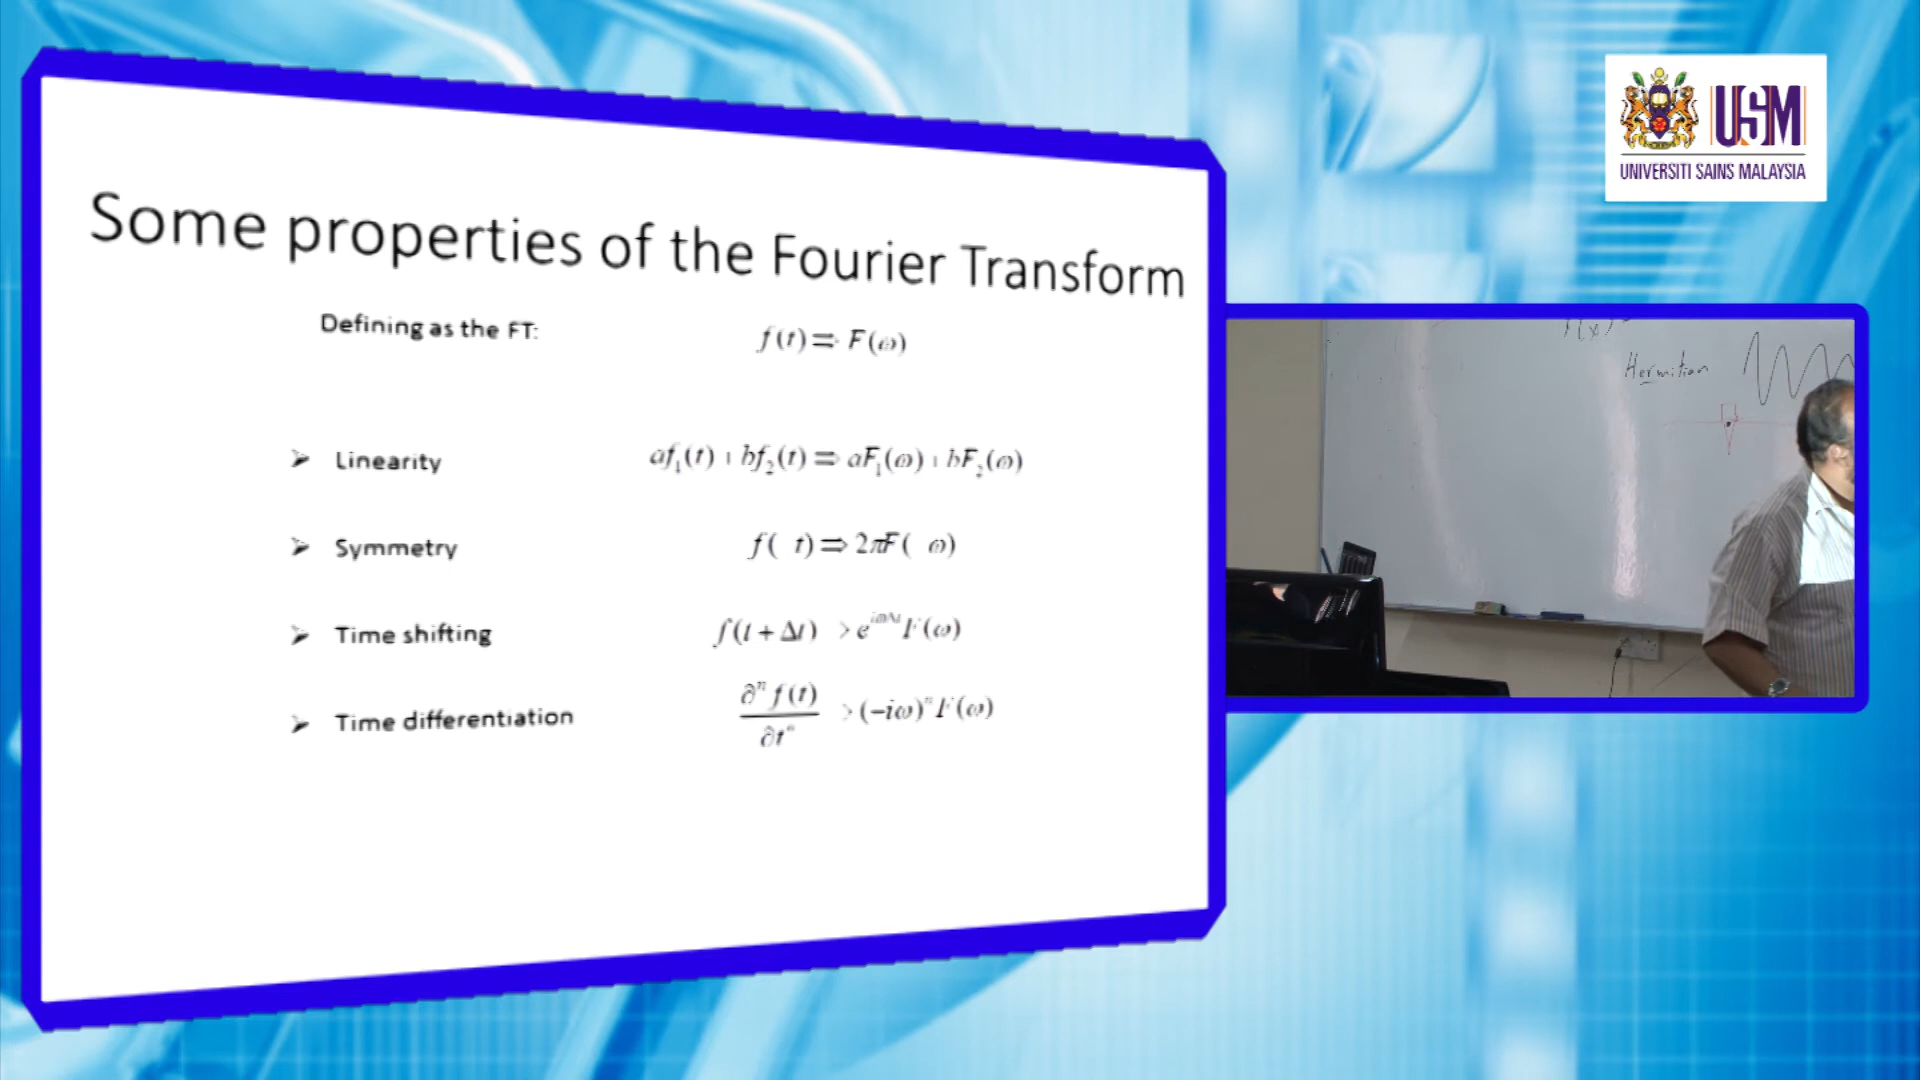 Some properties of the Fourier Transform
Defining as the FT: f(t) ⇒ F(ω)
➢ Linearity af₁(t) + bf₂(t) ⇒ aF₁(ω) + bF₂(ω)
➢ Symmetry f( t) ⇒ 2πF( ω)
➢ Time shifting f(t + Δt) > e^{iωΔt}F(ω)
➢ Time differentiation ∂ⁿf(t)/∂tⁿ > (−iω)ⁿF(ω)
USM
UNIVERSITI SAINS MALAYSIA
f(x)
Hermitian